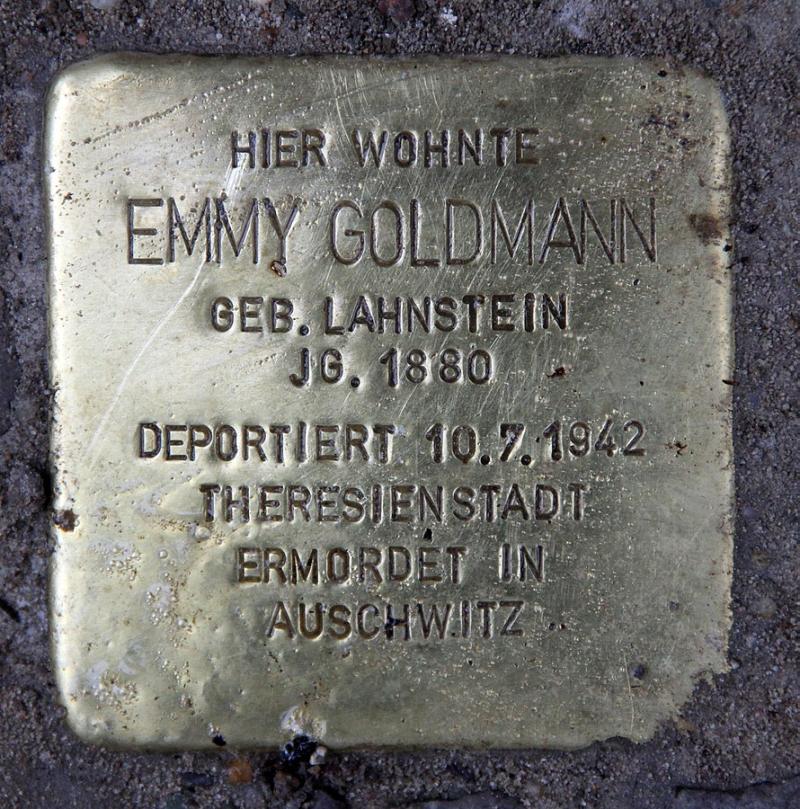 HIER WOHNTE
EMMY GOLDMANN
GEB. LAHNSTEIN
JG. 1880
DEPORTIERT 10.7.1942
THERESIENSTADT
ERMORDET IN
AUSCHWITZ